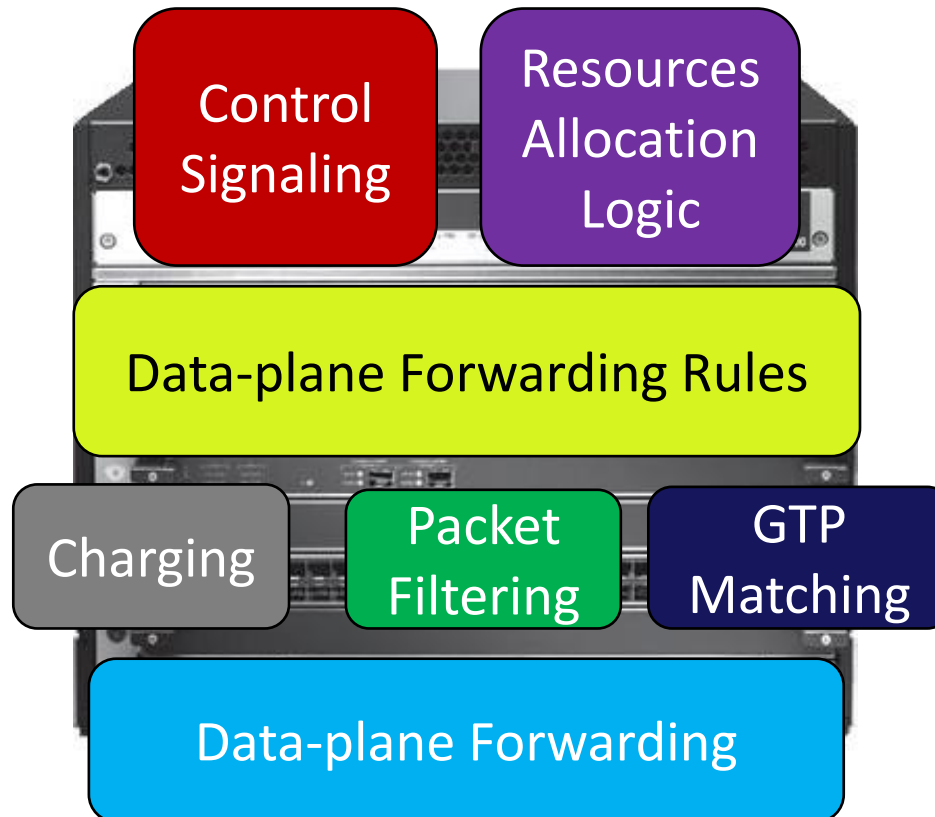 Control
Signaling
Resources
Allocation
Logic
Data-plane Forwarding Rules
Charging
Packet
Filtering
GTP
Matching
Data-plane Forwarding